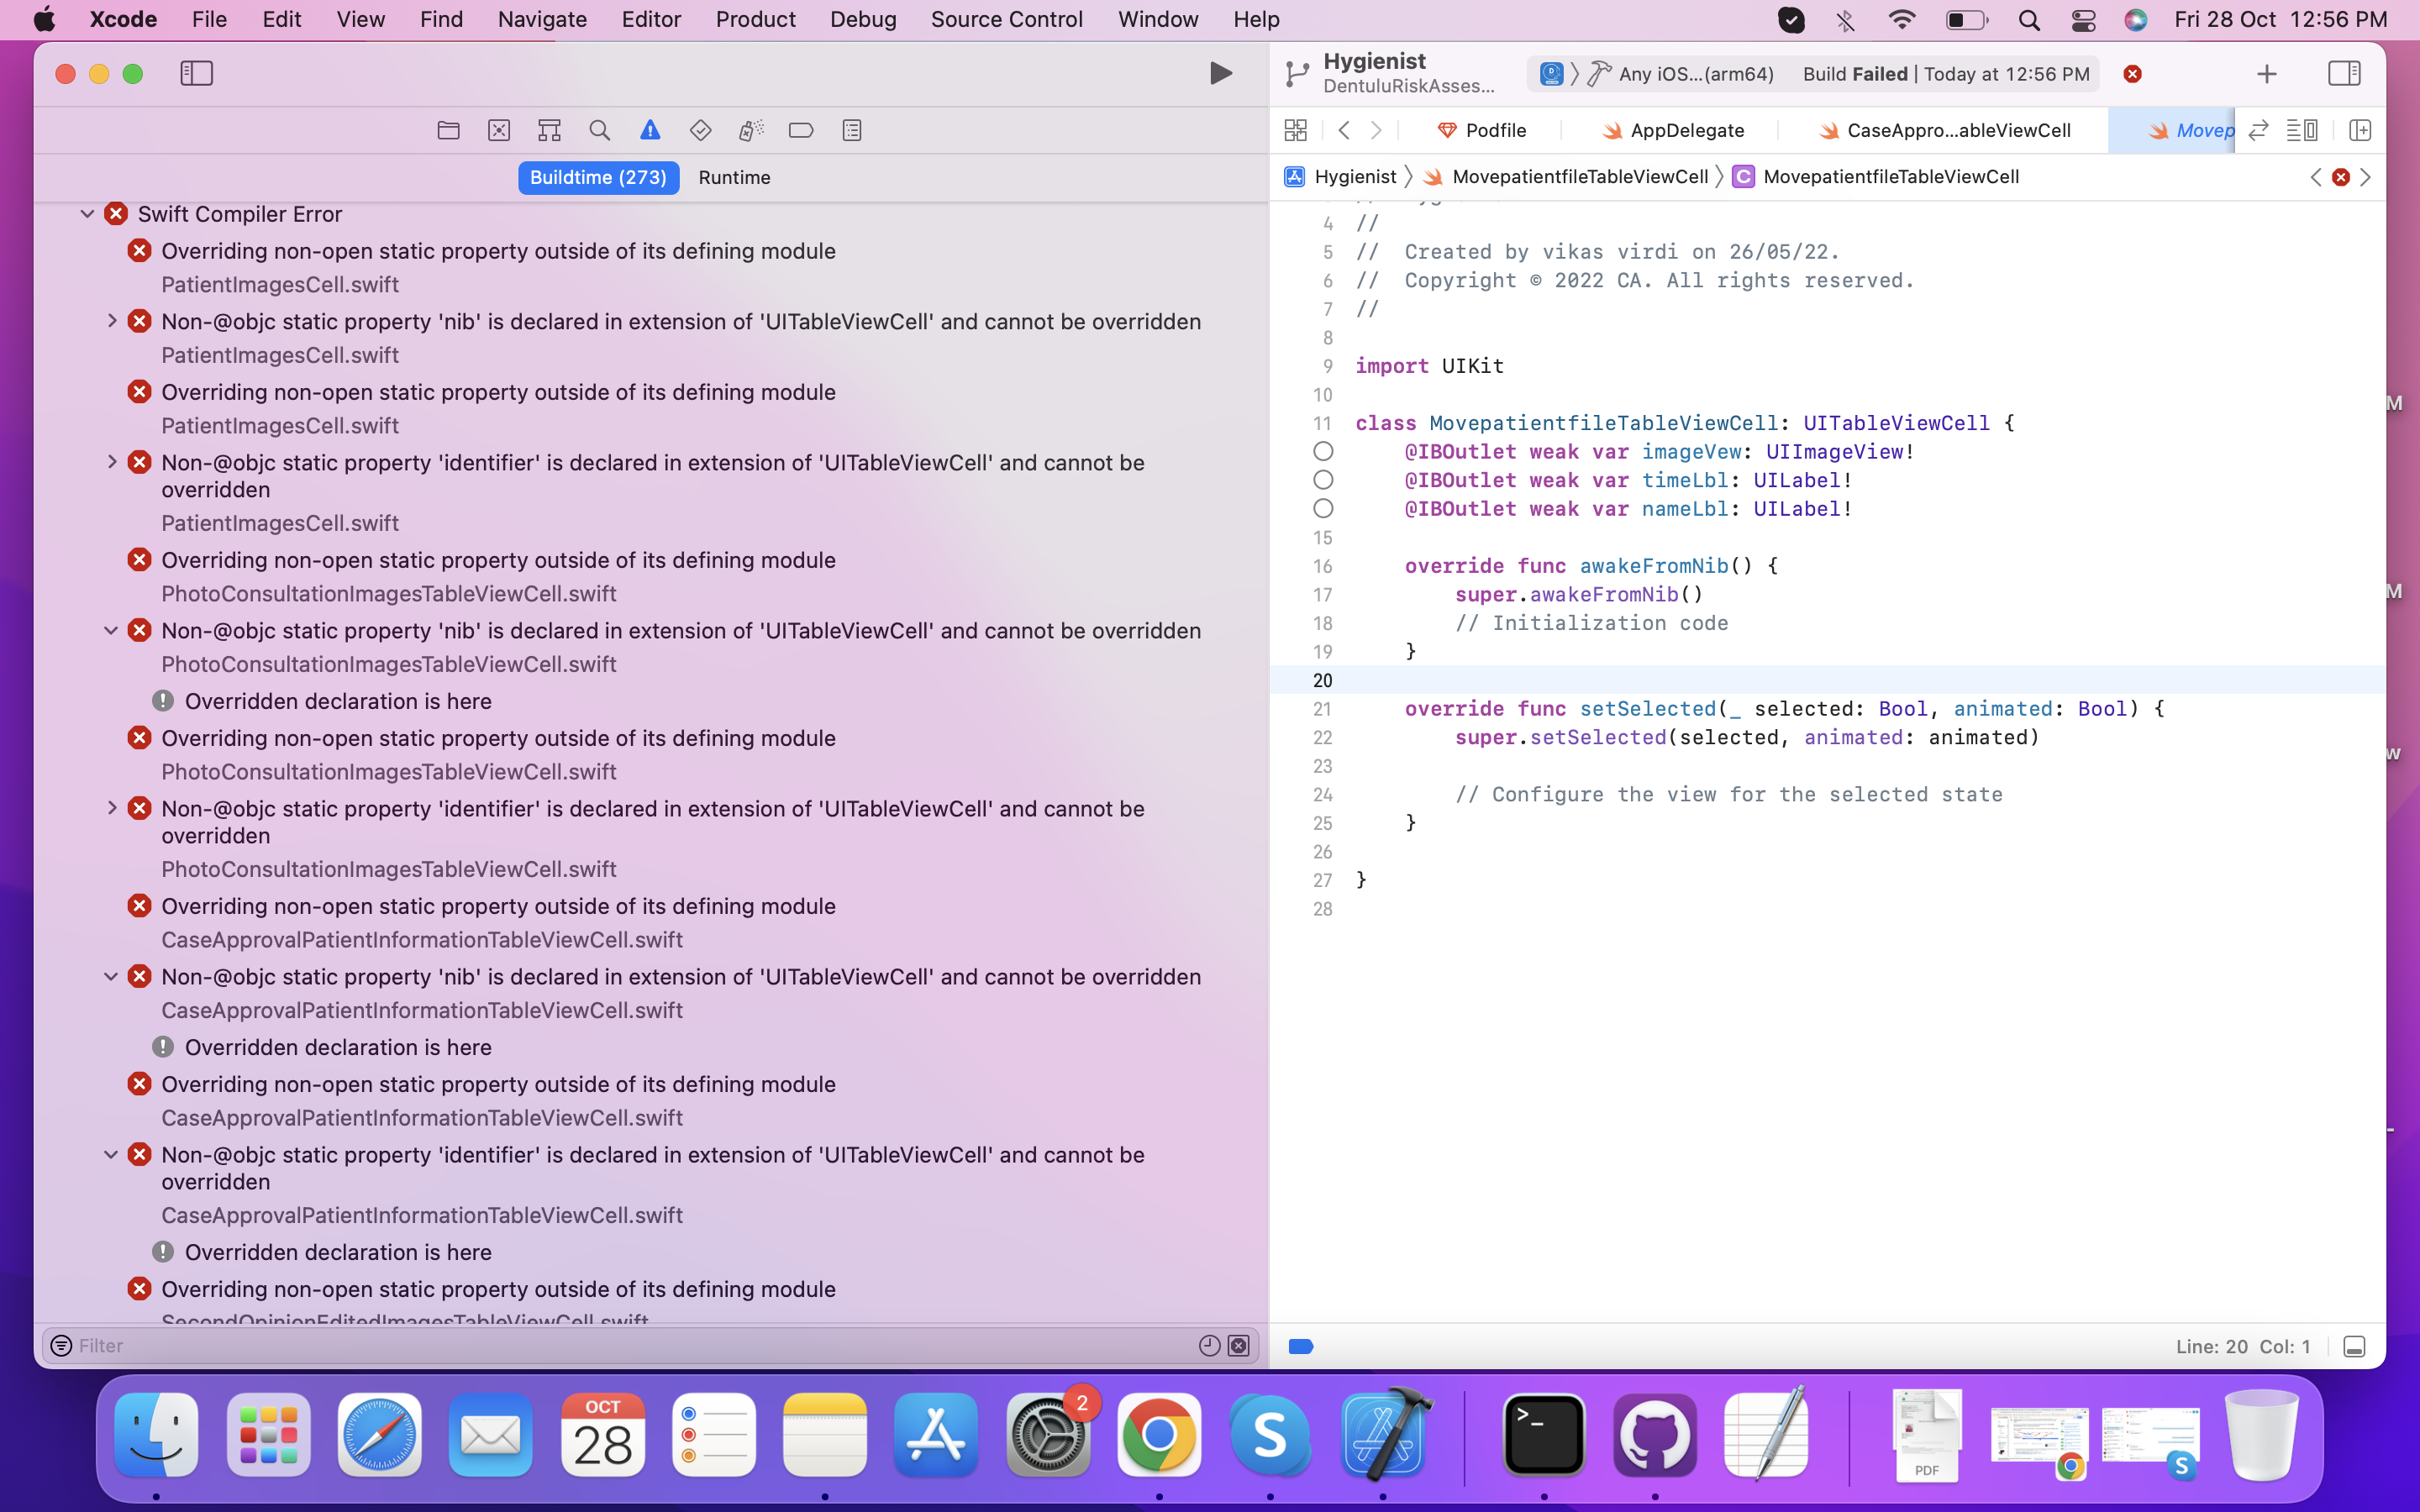 Xcode File Edit View Find Navigate Editor Product Debug Source Control Window Help Fri 28 Oct 12:56 PM
Hygienist
DentuluRiskAsses...
Any iOS...(arm64) Build Failed | Today at 12:56 PM
Buildtime (273) Runtime
Swift Compiler Error
Overriding non-open static property outside of its defining module
PatientImagesCell.swift
Non-@objc static property 'nib' is declared in extension of 'UITableViewCell' and cannot be overridden
PatientImagesCell.swift
Overriding non-open static property outside of its defining module
PatientImagesCell.swift
Non-@objc static property 'identifier' is declared in extension of 'UITableViewCell' and cannot be
overridden
PatientImagesCell.swift
Overriding non-open static property outside of its defining module
PhotoConsultationImagesTableViewCell.swift
Non-@objc static property 'nib' is declared in extension of 'UITableViewCell' and cannot be overridden
PhotoConsultationImagesTableViewCell.swift
Overridden declaration is here
Overriding non-open static property outside of its defining module
PhotoConsultationImagesTableViewCell.swift
Non-@objc static property 'identifier' is declared in extension of 'UITableViewCell' and cannot be
overridden
PhotoConsultationImagesTableViewCell.swift
Overriding non-open static property outside of its defining module
CaseApprovalPatientInformationTableViewCell.swift
Non-@objc static property 'nib' is declared in extension of 'UITableViewCell' and cannot be overridden
CaseApprovalPatientInformationTableViewCell.swift
Overridden declaration is here
Overriding non-open static property outside of its defining module
CaseApprovalPatientInformationTableViewCell.swift
Non-@objc static property 'identifier' is declared in extension of 'UITableViewCell' and cannot be
overridden
CaseApprovalPatientInformationTableViewCell.swift
Overridden declaration is here
Overriding non-open static property outside of its defining module
SecondOpinionEditedImagesTableViewCell.swift
Filter
Podfile AppDelegate CaseAppro...ableViewCell Movep
Hygienist MovepatientfileTableViewCell C MovepatientfileTableViewCell
4 //
5 // Created by vikas virdi on 26/05/22.
6 // Copyright © 2022 CA. All rights reserved.
7 //
8
9 import UIKit
10
11 class MovepatientfileTableViewCell: UITableViewCell {
@IBOutlet weak var imageVew: UIImageView!
@IBOutlet weak var timeLbl: UILabel!
@IBOutlet weak var nameLbl: UILabel!
15
16 override func awakeFromNib() {
17 super.awakeFromNib()
18 // Initialization code
19 }
20
21 override func setSelected(_ selected: Bool, animated: Bool) {
22 super.setSelected(selected, animated: animated)
23
24 // Configure the view for the selected state
25 }
26
27 }
28
Line: 20 Col: 1
M
M
w
OCT
28
2
S
>_
PDF
S